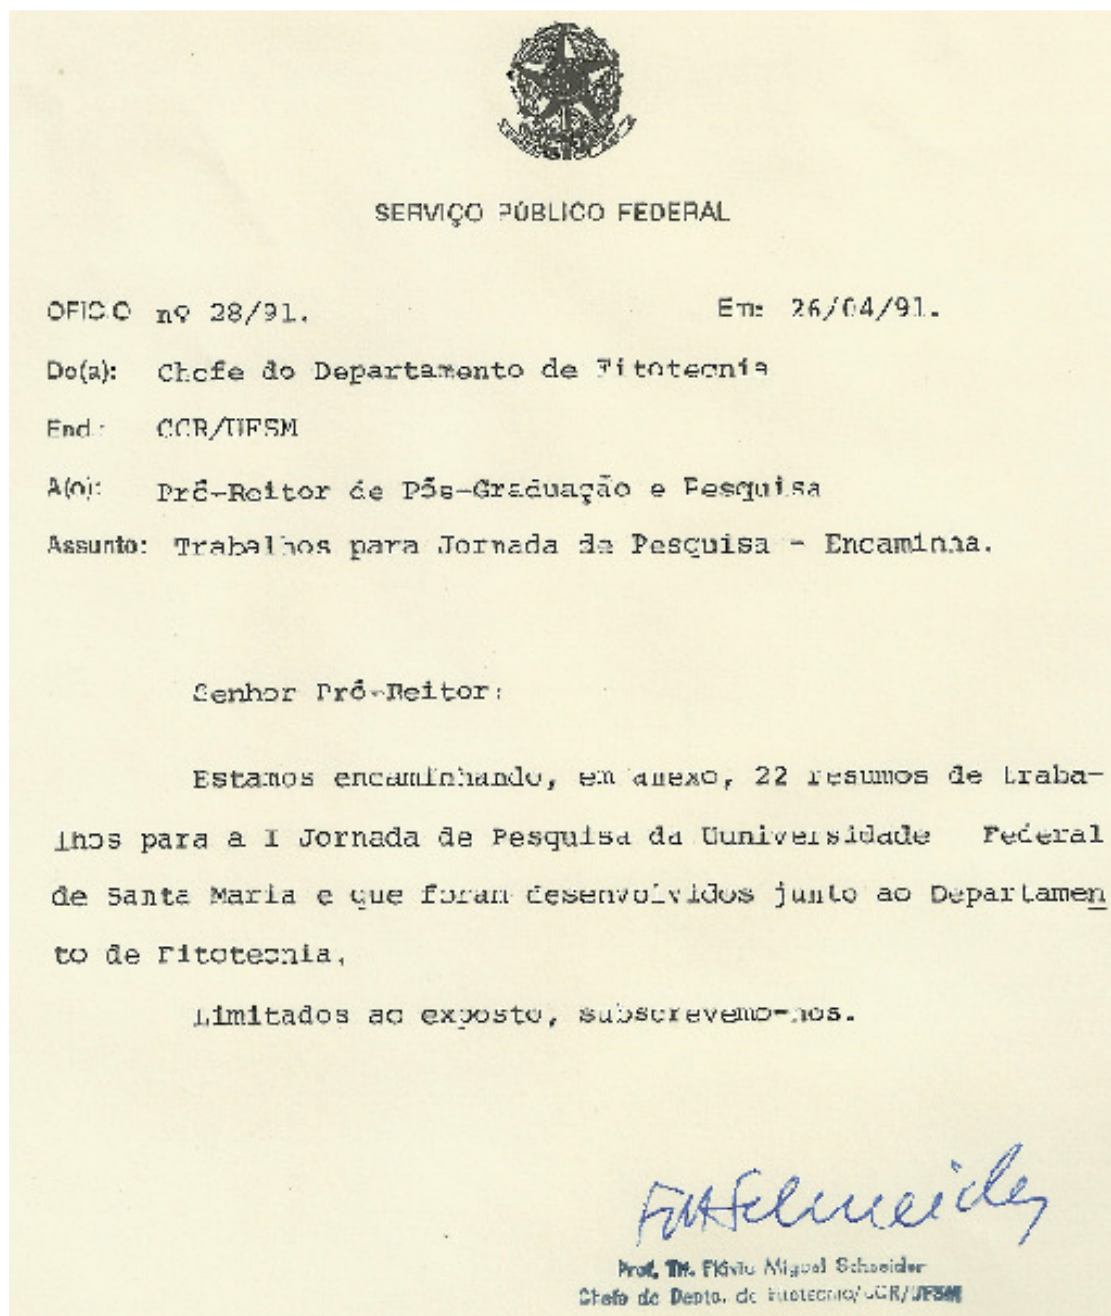 SERVIÇO PÚBLICO FEDERAL
OFICIO nº 28/91. Em: 26/04/91.
Do(a): Chefe do Departamento de Fitotecnia
End.: CCR/UFSM
A(o): Pró-Reitor de Pós-Graduação e Pesquisa
Assunto: Trabalhos para Jornada de Pesquisa - Encaminha.
Senhor Pró-Reitor:
Estamos encaminhando, em anexo, 22 resumos de traba-
lhos para a I Jornada de Pesquisa da Uuniversidade Federal
de Santa Maria e que foram desenvolvidos junto ao Departamen
to de Fitotecnia.
Limitados ao exposto, subscrevemo-nos.
Schneider
Prof. Flávio Miguel Schneider
Chefe do Depto. de Fitotecnia/CCR/UFSM